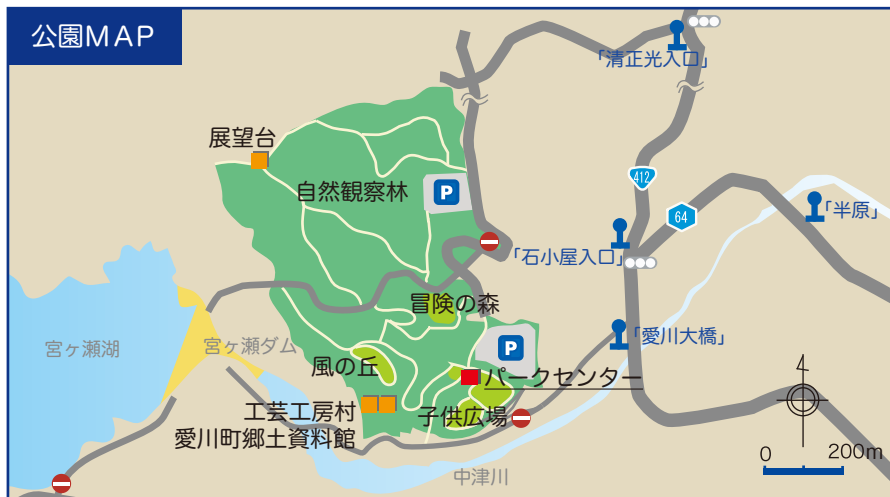 公園MAP
「清正光入口」
展望台
自然観察林
P
412
64
「半原」
「石小屋入口」
冒険の森
宮ヶ瀬湖
宮ヶ瀬ダム
「愛川大橋」
風の丘
P
パークセンター
工芸工房村
愛川町郷土資料館
子供広場
中津川
0 200m